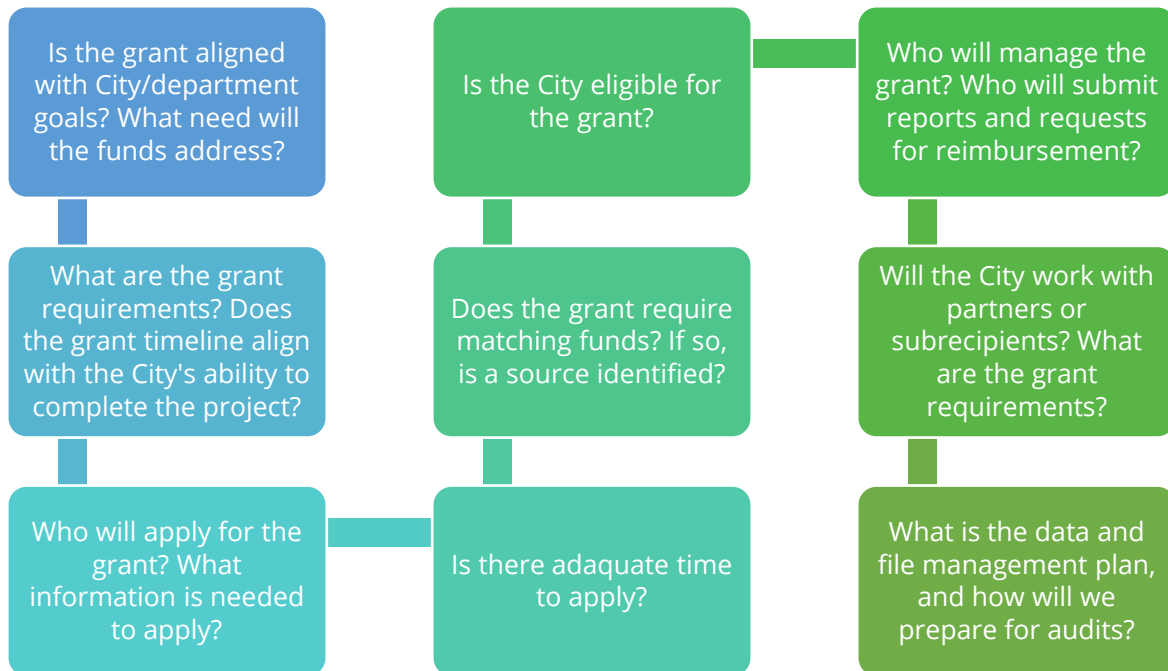 Is the grant aligned
with City/department
goals? What need will
the funds address?
What are the grant
requirements? Does
the grant timeline align
with the City's ability to
complete the project?
Who will apply for the
grant? What
information is needed
to apply?
Is there adaquate time
to apply?
Does the grant require
matching funds? If so,
is a source identified?
Is the City eligible for
the grant?
Who will manage the
grant? Who will submit
reports and requests
for reimbursement?
Will the City work with
partners or
subrecipients? What
are the grant
requirements?
What is the data and
file management plan,
and how will we
prepare for audits?